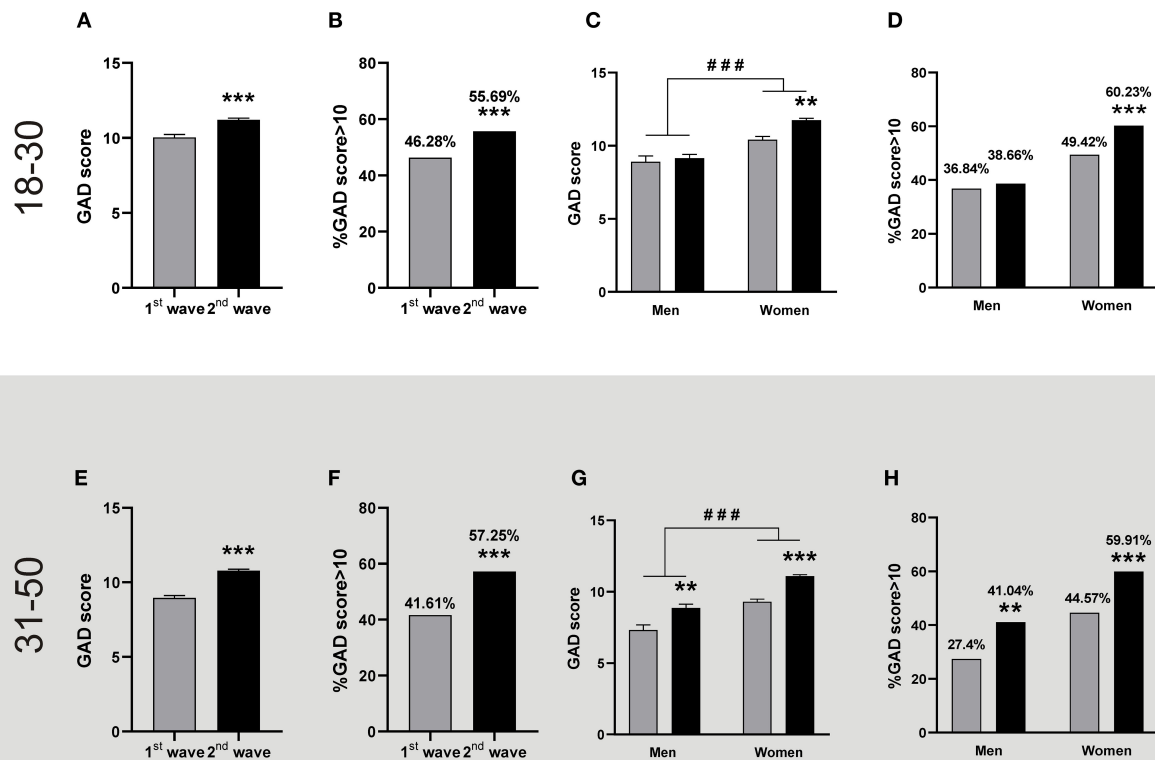 18-30
A
GAD score
15
10
5
0
***
1st wave 2nd wave
B
%GAD score>10
80
60
40
20
0
46.28%
55.69%
***
1st wave 2nd wave
C
GAD score
15
10
5
0
# # #
**
Men
Women
D
%GAD score>10
80
60
40
20
0
36.84%
38.66%
49.42%
60.23%
***
Men
Women
31-50
E
GAD score
15
10
5
0
***
1st wave 2nd wave
F
%GAD score>10
80
60
40
20
0
41.61%
57.25%
***
1st wave 2nd wave
G
GAD score
15
10
5
0
# # #
**
***
Men
Women
H
%GAD score>10
80
60
40
20
0
27.4%
41.04%
**
44.57%
59.91%
***
Men
Women